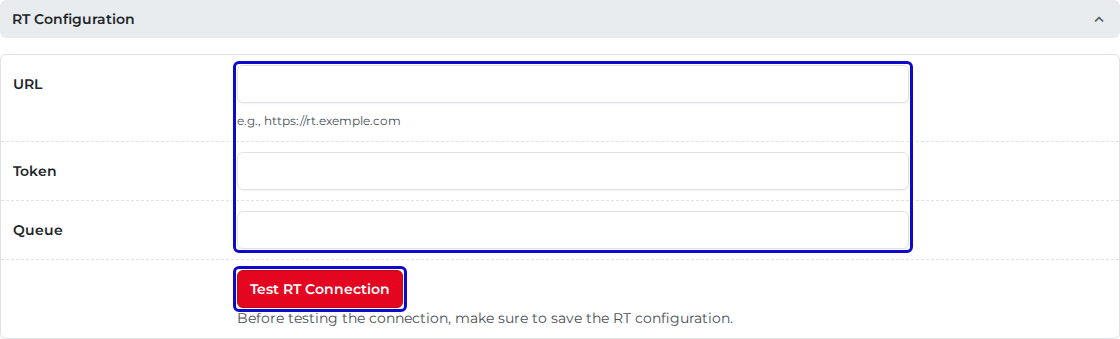 RT Configuration
URL
e.g., https://rt.exemple.com
Token
Queue
Test RT Connection
Before testing the connection, make sure to save the RT configuration.